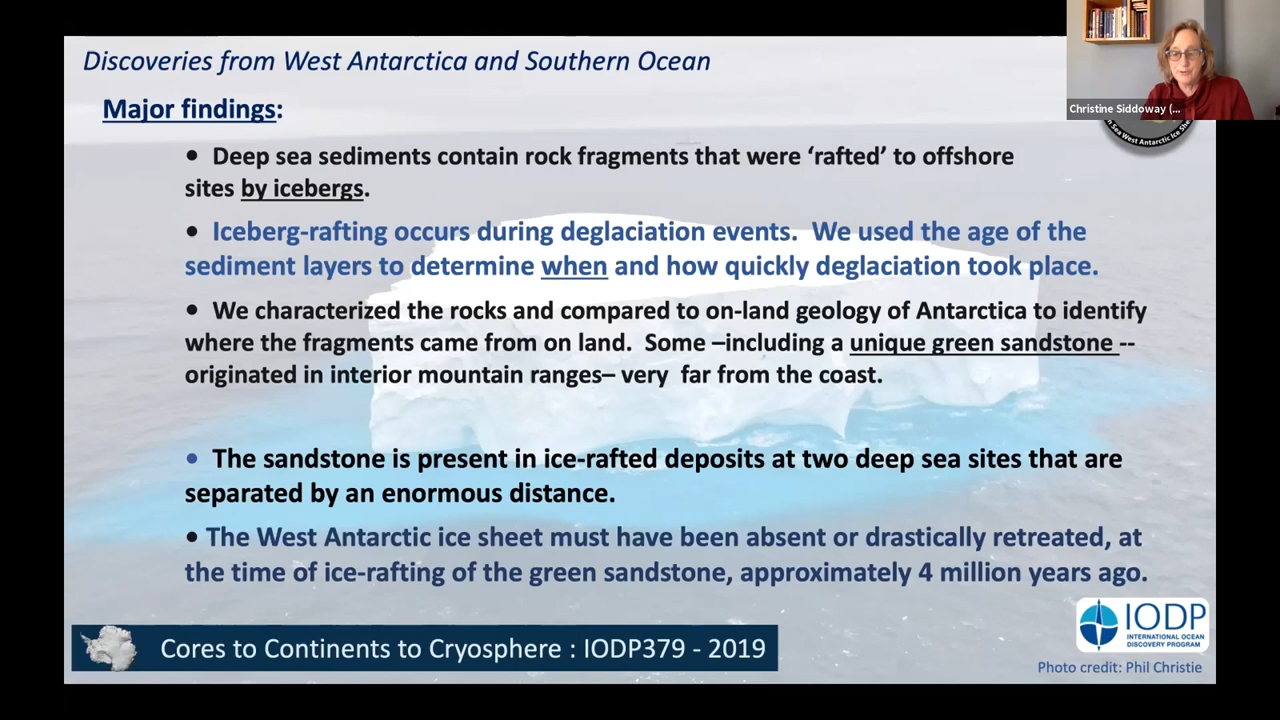 Discoveries from West Antarctica and Southern Ocean
Christine Siddoway (...
Major findings:
Sea West Antarctic Ice She
• Deep sea sediments contain rock fragments that were ‘rafted’ to offshore
sites by icebergs.
• Iceberg-rafting occurs during deglaciation events. We used the age of the
sediment layers to determine when and how quickly deglaciation took place.
• We characterized the rocks and compared to on-land geology of Antarctica to identify
where the fragments came from on land. Some –including a unique green sandstone --
originated in interior mountain ranges– very far from the coast.
• The sandstone is present in ice-rafted deposits at two deep sea sites that are
separated by an enormous distance.
• The West Antarctic ice sheet must have been absent or drastically retreated, at
the time of ice-rafting of the green sandstone, approximately 4 million years ago.
Cores to Continents to Cryosphere : IODP379 - 2019
IODP
INTERNATIONAL OCEAN
DISCOVERY PROGRAM
Photo credit: Phil Christie